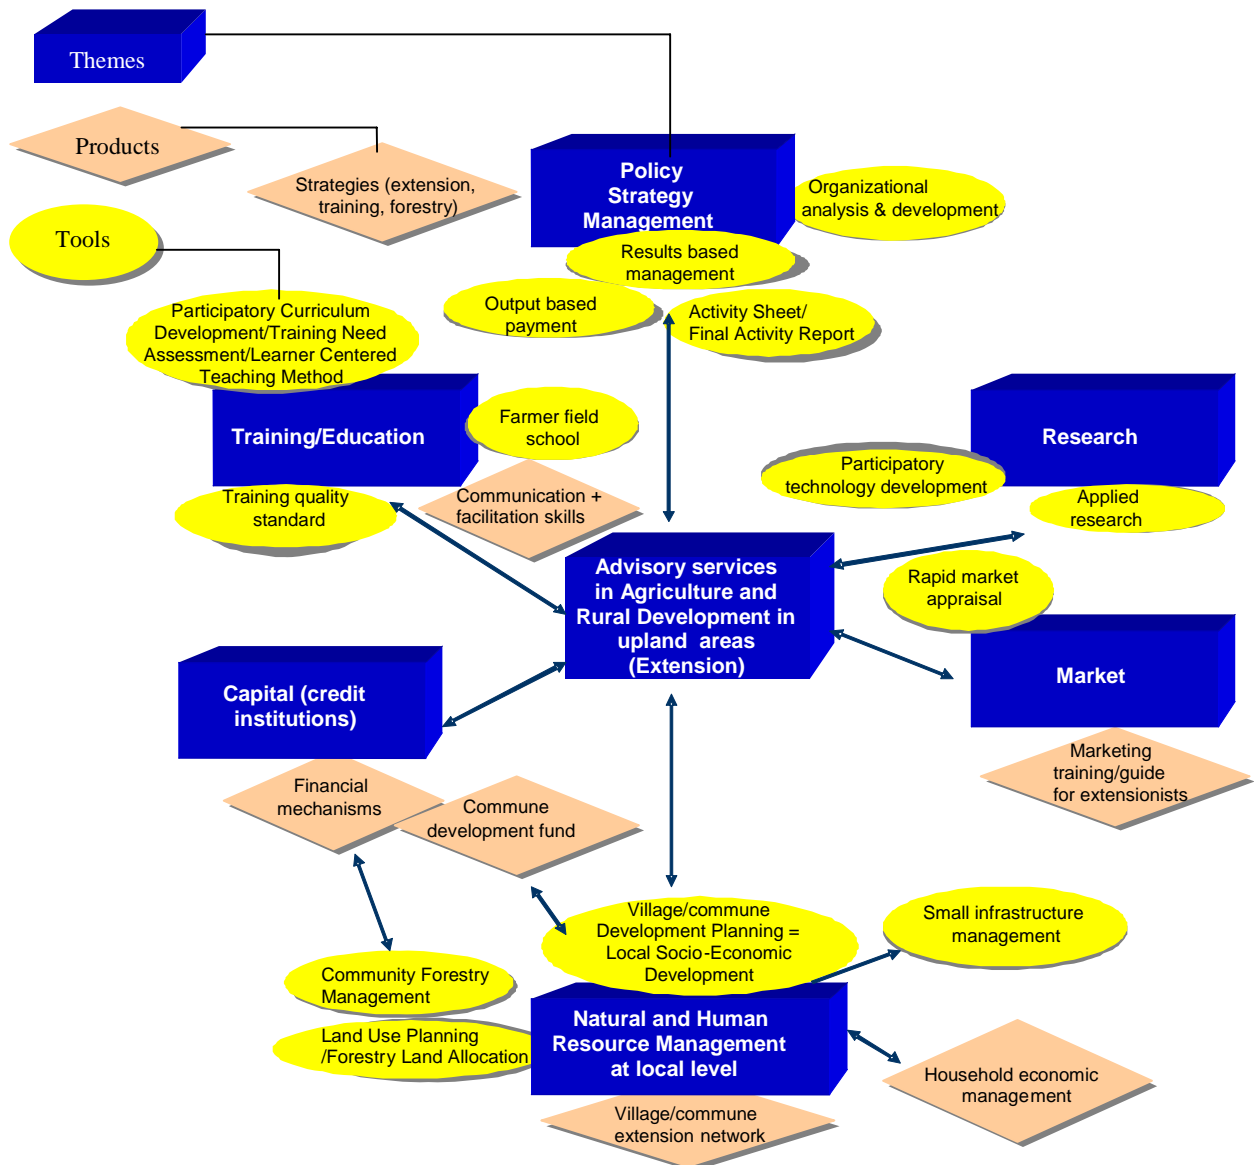 Themes
Products
Strategies (extension,
training, forestry)
Policy
Strategy
Management
Organizational
analysis & development
Tools
Results based
management
Output based
payment
Activity Sheet/
Final Activity Report
Participatory Curriculum
Development/Training Need
Assessment/Learner Centered
Teaching Method
Training/Education
Farmer field
school
Research
Participatory
technology development
Training quality
standard
Communication +
facilitation skills
Applied
research
Advisory services
in Agriculture and
Rural Development in
upland areas
(Extension)
Rapid market
appraisal
Market
Capital (credit
institutions)
Marketing
training/guide
for extensionists
Financial
mechanisms
Commune
development fund
Village/commune
Development Planning =
Local Socio-Economic
Development
Small infrastructure
management
Community Forestry
Management
Land Use Planning
/Forestry Land Allocation
Natural and Human
Resource Management
at local level
Household economic
management
Village/commune
extension network